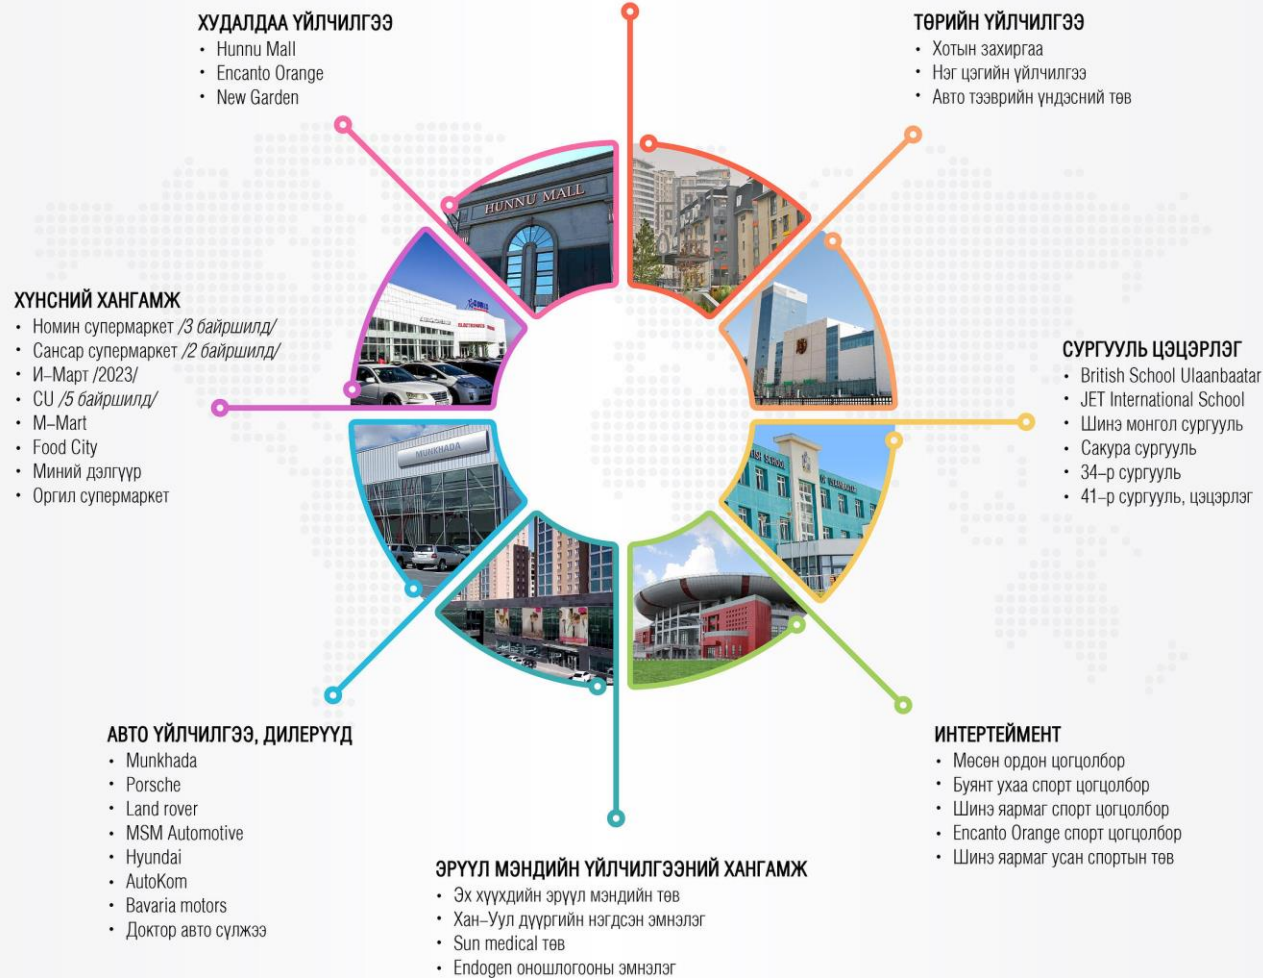 ХУДАЛДАА ҮЙЛЧИЛГЭЭ
• Hunnu Mall
• Encanto Orange
• New Garden
ТӨРИЙН ҮЙЛЧИЛГЭЭ
• Хотын захиргаа
• Нэг цэгийн үйлчилгээ
• Авто тээврийн үндэсний төв
HUNNU MALL
ХҮНСНИЙ ХАНГАМЖ
• Номин супермаркет /3 байршилд/
• Сансар супермаркет /2 байршилд/
• И–Март /2023/
• CU /5 байршилд/
• M–Mart
• Food City
• Миний дэлгүүр
• Оргил супермаркет
СУРГУУЛЬ ЦЭЦЭРЛЭГ
• British School Ulaanbaatar
• JET International School
• Шинэ монгол сургууль
• Сакура сургууль
• 34–р сургууль
• 41–р сургууль, цэцэрлэг
MUNKHADA
АВТО ҮЙЛЧИЛГЭЭ, ДИЛЕРҮҮД
• Munkhada
• Porsche
• Land rover
• MSM Automotive
• Hyundai
• AutoKom
• Bavaria motors
• Доктор авто сүлжээ
ЭРҮҮЛ МЭНДИЙН ҮЙЛЧИЛГЭЭНИЙ ХАНГАМЖ
• Эх хүүхдийн эрүүл мэндийн төв
• Хан–Уул дүүргийн нэгдсэн эмнэлэг
• Sun medical төв
• Endogen оношлогооны эмнэлэг
ИНТЕРТЕЙМЕНТ
• Мөсөн ордон цогцолбор
• Буянт ухаа спорт цогцолбор
• Шинэ яармаг спорт цогцолбор
• Encanto Orange спорт цогцолбор
• Шинэ яармаг усан спортын төв